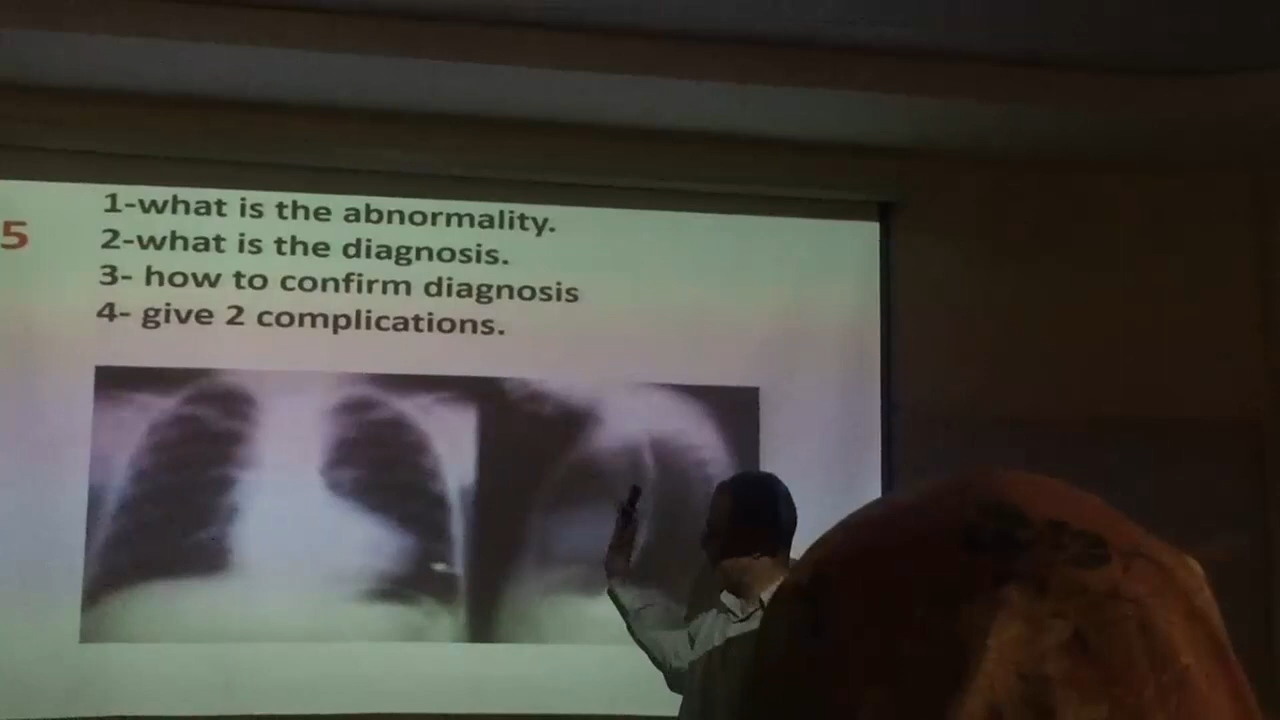 1-what is the abnormality.
5
2-what is the diagnosis.
3- how to confirm diagnosis
4- give 2 complications.